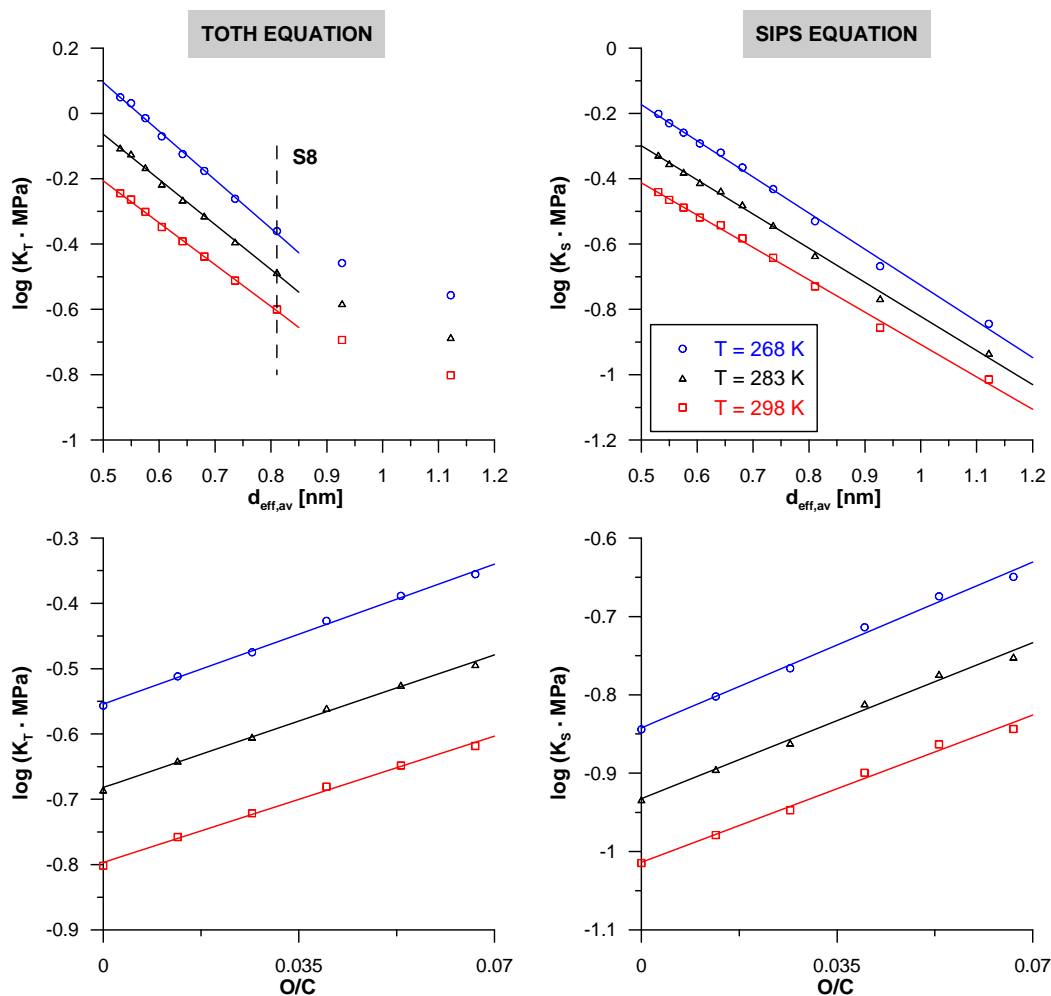 TOTH EQUATION
SIPS EQUATION
0.2
0
-0.2
-0.4
-0.6
-0.8
-1
log (K_T · MPa)
S8
0.5 0.6 0.7 0.8 0.9 1 1.1 1.2
d_eff,av [nm]
0
-0.2
-0.4
-0.6
-0.8
-1
-1.2
log (K_S · MPa)
T = 268 K
T = 283 K
T = 298 K
0.5 0.6 0.7 0.8 0.9 1 1.1 1.2
d_eff,av [nm]
-0.3
-0.4
-0.5
-0.6
-0.7
-0.8
-0.9
log (K_T · MPa)
0 0.035 0.07
O/C
-0.6
-0.7
-0.8
-0.9
-1
-1.1
log (K_S · MPa)
0 0.035 0.07
O/C